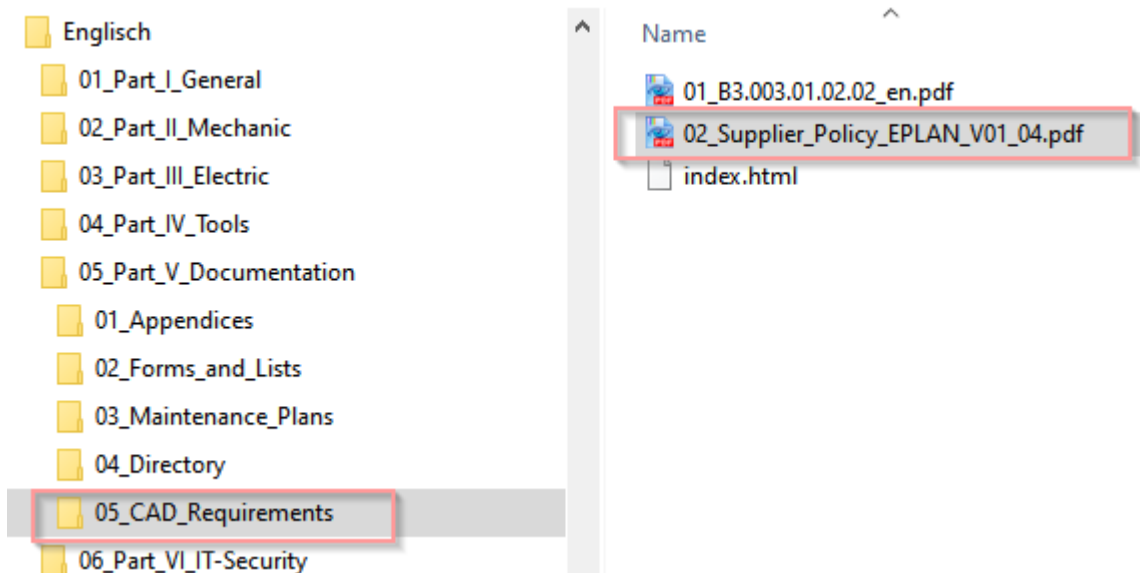 Englisch
01_Part_I_General
02_Part_II_Mechanic
03_Part_III_Electric
04_Part_IV_Tools
05_Part_V_Documentation
01_Appendices
02_Forms_and_Lists
03_Maintenance_Plans
04_Directory
05_CAD_Requirements
06_Part_VI_IT-Security
Name
01_B3.003.01.02.02_en.pdf
02_Supplier_Policy_EPLAN_V01_04.pdf
index.html